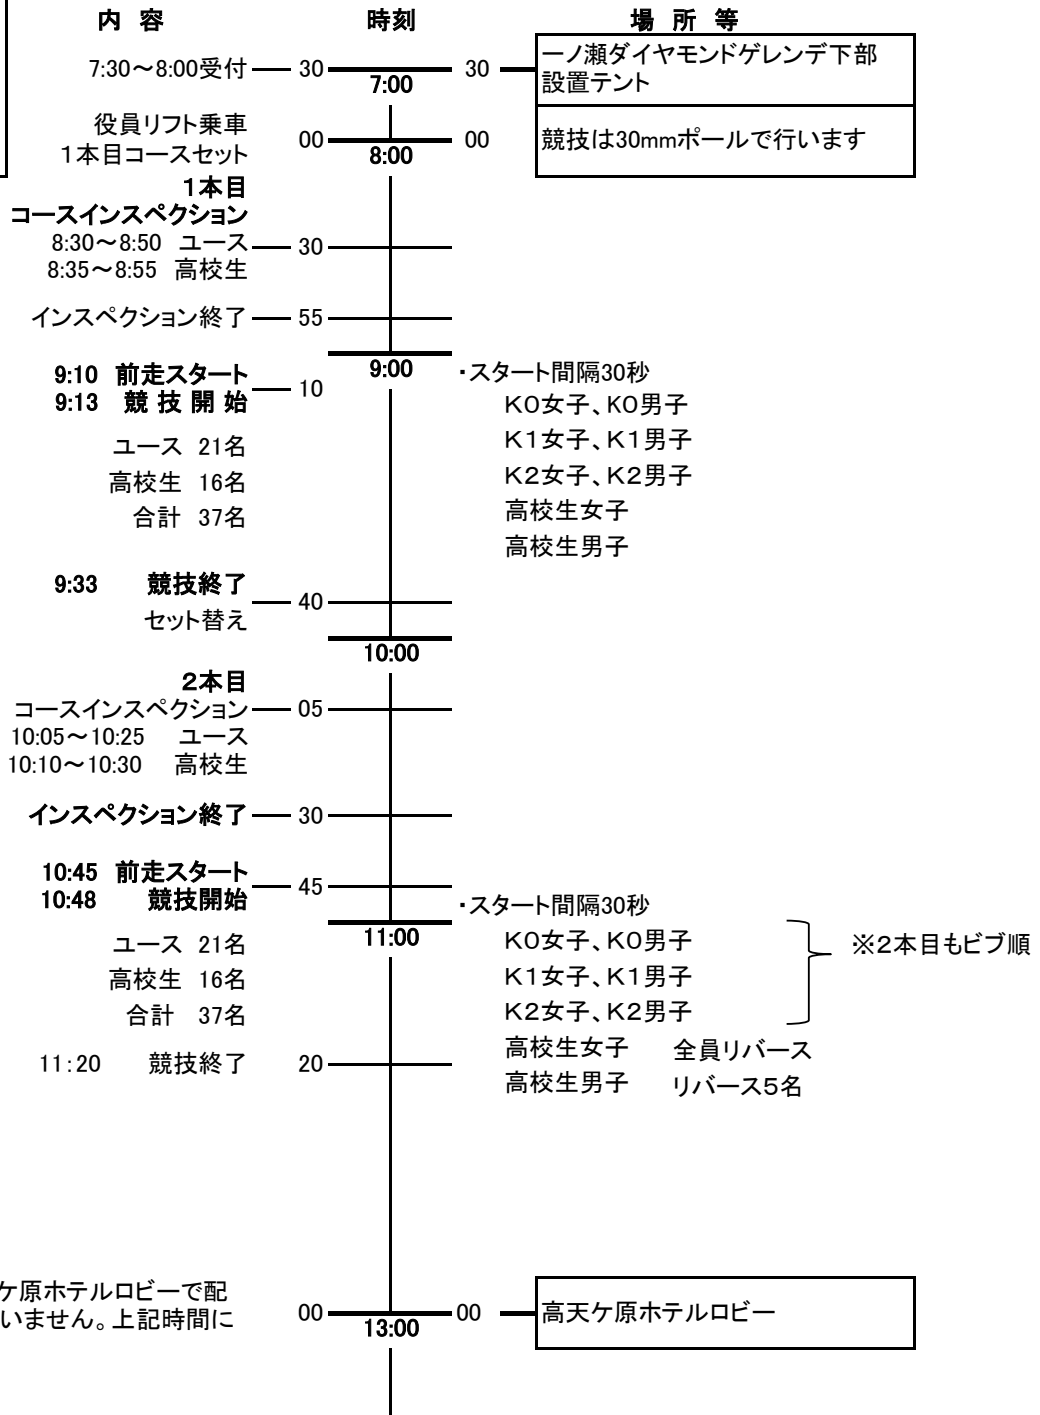 内 容 時刻 場 所 等
7:30～8:00受付 30 30 一ノ瀬ダイヤモンドゲレンデ下部
7:00 設置テント
役員リフト乗車
00 00 競技は30mmポールで行います
1本目コースセット 8:00
1本目
コースインスペクション
8:30～8:50 ユース 30
8:35～8:55 高校生
インスペクション終了 55
9:00 ・スタート間隔30秒
9:10 前走スタート 10
9:13 競 技 開 始 K0女子、K0男子
ユース 21名 K1女子、K1男子
高校生 16名 K2女子、K2男子
合計 37名 高校生女子
高校生男子
9:33 競技終了
40
セット替え
10:00
2本目
コースインスペクション 05
10:05～10:25 ユース
10:10～10:30 高校生
インスペクション終了 30
10:45 前走スタート 45
10:48 競技開始 ・スタート間隔30秒
11:00
ユース 21名 K0女子、K0男子 ※2本目もビブ順
高校生 16名 K1女子、K1男子
合計 37名 K2女子、K2男子
高校生女子 全員リバース
11:20 競技終了 20
高校生男子 リバース5名
ケ原ホテルロビーで配
00 00 高天ケ原ホテルロビー
いません。上記時間に 13:00